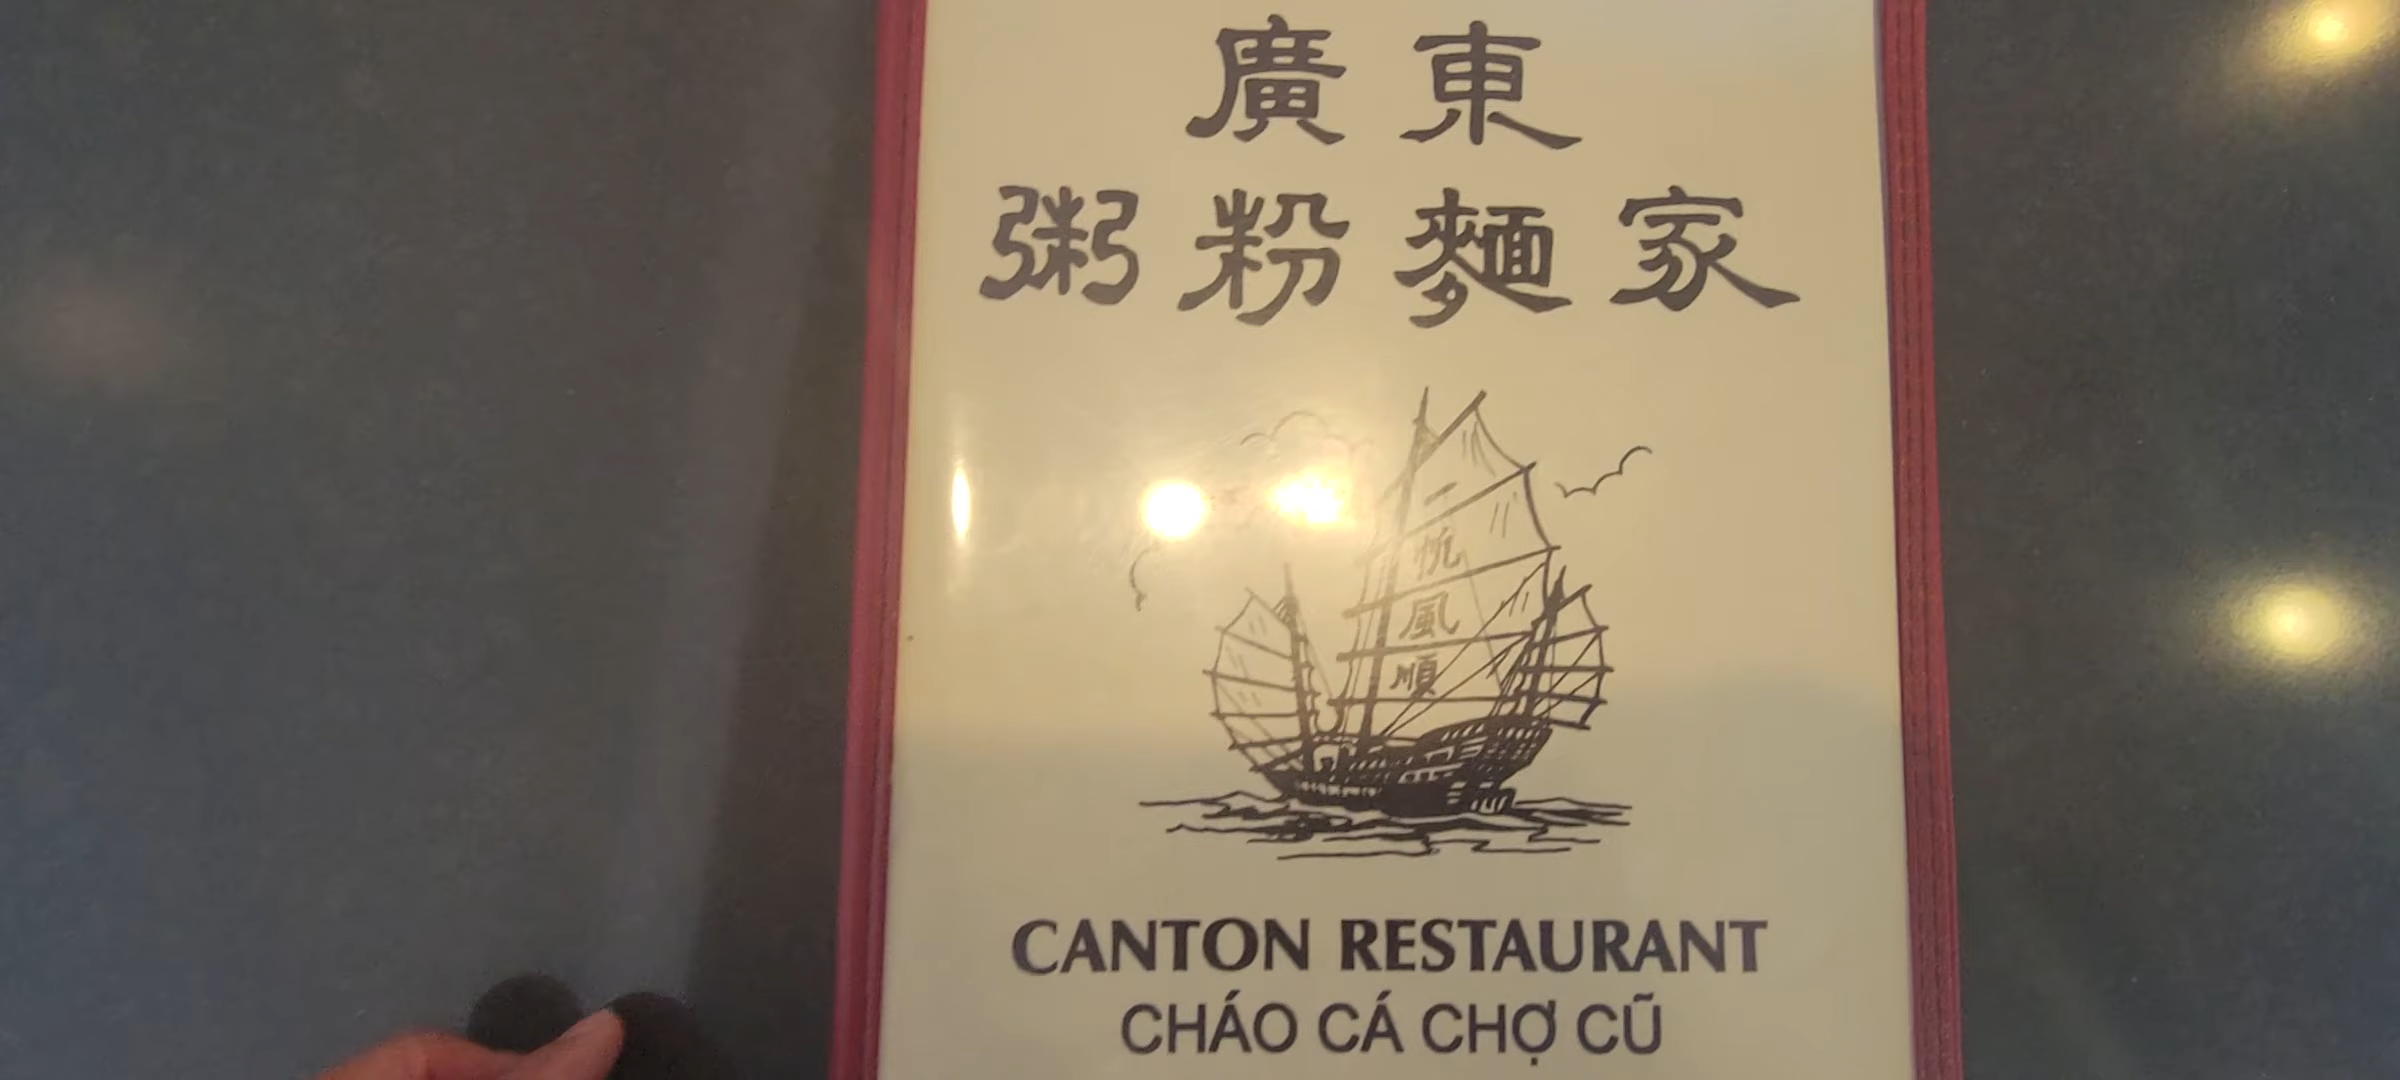 廣東
粥粉麵家
一
帆
風
順
CANTON RESTAURANT
CHÁO CÁ CHỢ CŨ